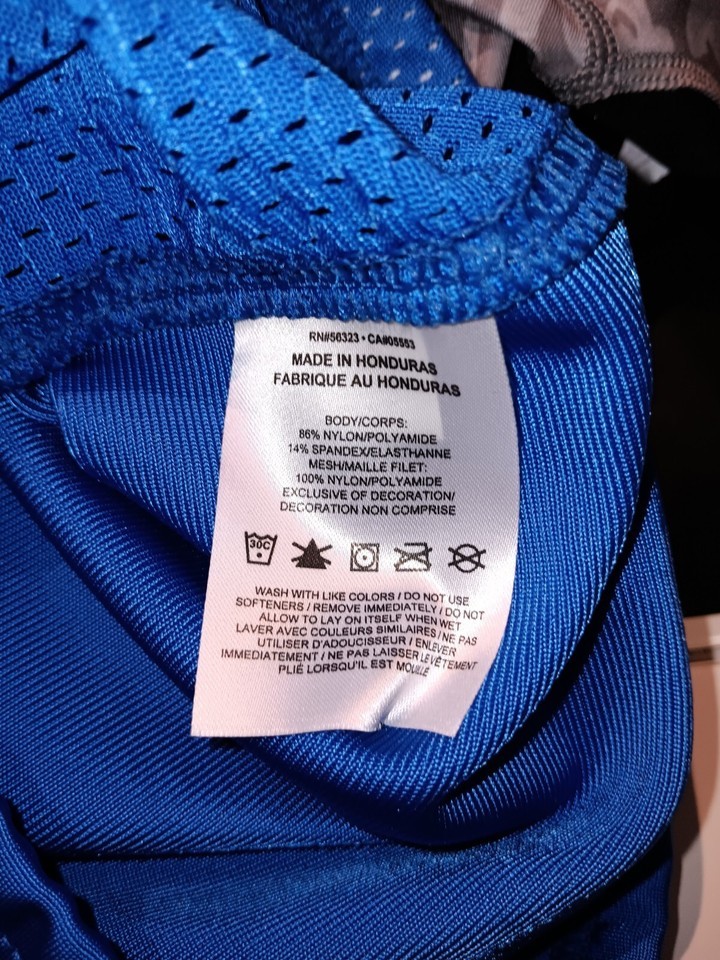 RN#56323 • CA#05553
MADE IN HONDURAS
FABRIQUE AU HONDURAS
BODY/CORPS:
86% NYLON/POLYAMIDE
14% SPANDEX/ELASTHANNE
MESH/MAILLE FILET:
100% NYLON/POLYAMIDE
EXCLUSIVE OF DECORATION/
DECORATION NON COMPRISE
30C
WASH WITH LIKE COLORS / DO NOT USE
SOFTENERS / REMOVE IMMEDIATELY / DO NOT
ALLOW TO LAY ON ITSELF WHEN WET
LAVER AVEC COULEURS SIMILAIRES / NE PAS
UTILISER D'ADOUCISSEUR / ENLEVER
IMMEDIATEMENT / NE PAS LAISSER LE VÊTEMENT
PLIÉ LORSQU'IL EST MOUILLÉ